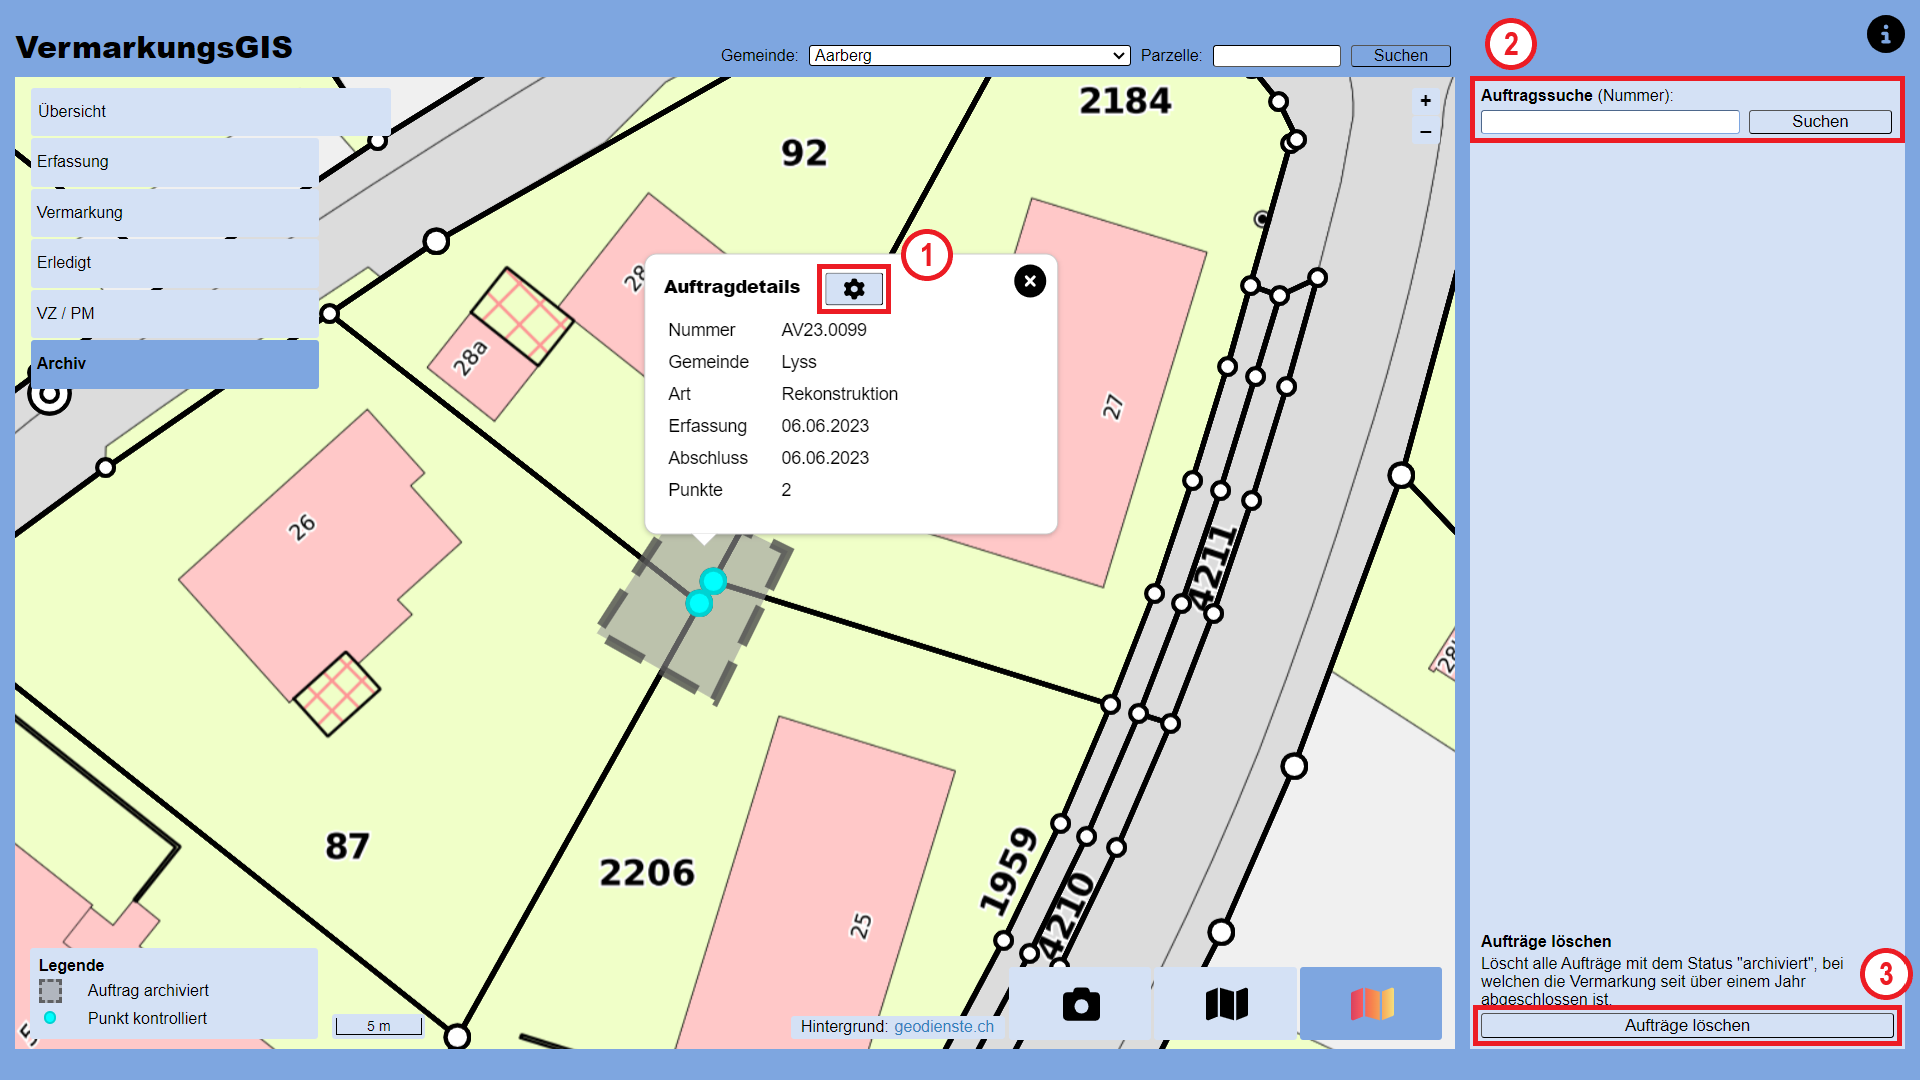 VermarkungsGIS
Gemeinde: Aarberg Parzelle: Suchen
2
Auftragssuche (Nummer):
Suchen
Übersicht
Erfassung
Vermarkung
Erledigt
VZ / PM
Archiv
+
−
2184
92
1
28
28a
Auftragdetails
Nummer AV23.0099
Gemeinde Lyss
Art Rekonstruktion
Erfassung 06.06.2023
Abschluss 06.06.2023
Punkte 2
27
26
4211
87
2206
1959
4210
25
Legende
Auftrag archiviert
Punkt kontrolliert
5 m
Hintergrund: geodienste.ch
Aufträge löschen
Löscht alle Aufträge mit dem Status "archiviert", bei
welchen die Vermarkung seit über einem Jahr
abgeschlossen ist.
3
Aufträge löschen